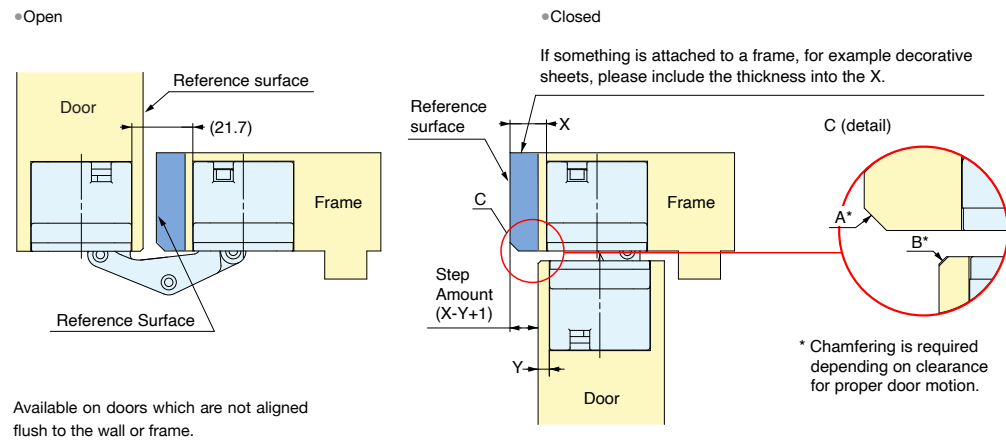 •Open
Reference surface
Door
(21.7)
Frame
Reference Surface
Available on doors which are not aligned
flush to the wall or frame.
•Closed
If something is attached to a frame, for example decorative
sheets, please include the thickness into the X.
Reference
surface
X
C
Frame
Step
Amount
(X-Y+1)
Y
Door
C (detail)
A*
B*
* Chamfering is required
depending on clearance
for proper door motion.